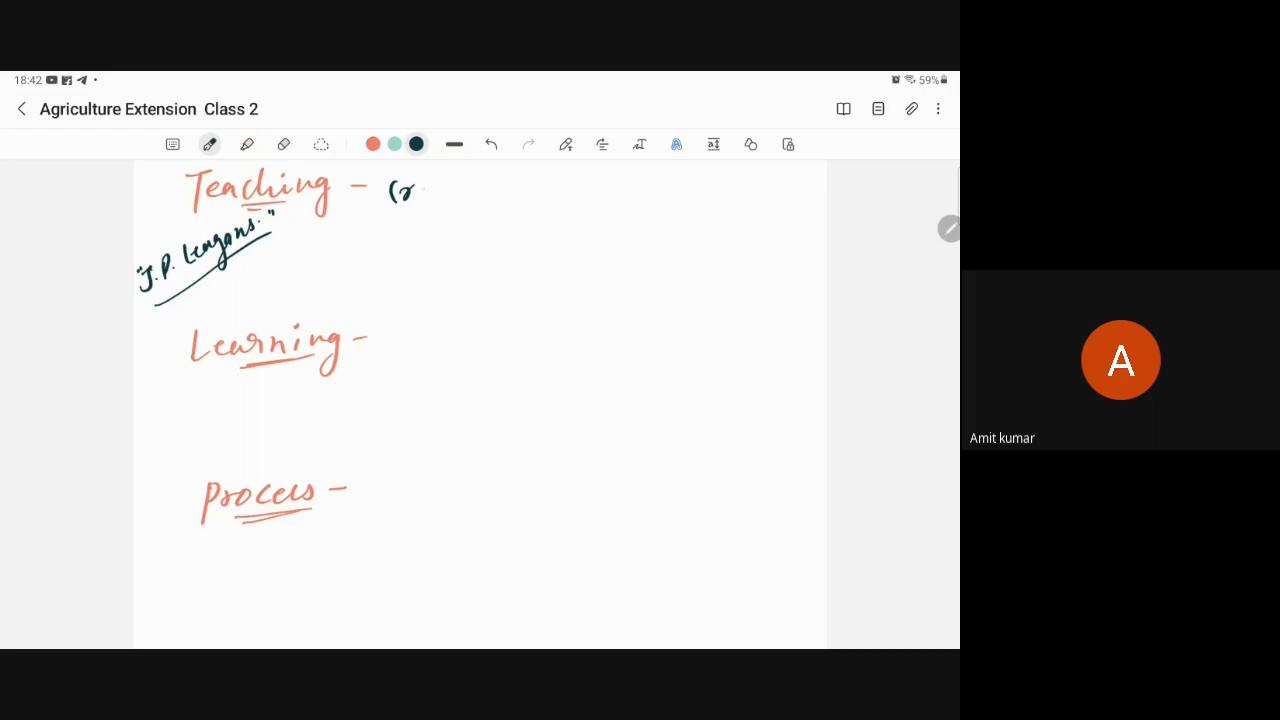 18:42
59%
Agriculture Extension Class 2
Teaching - (r
"J.P. Leagans."
Learning -
Process -
A
Amit kumar